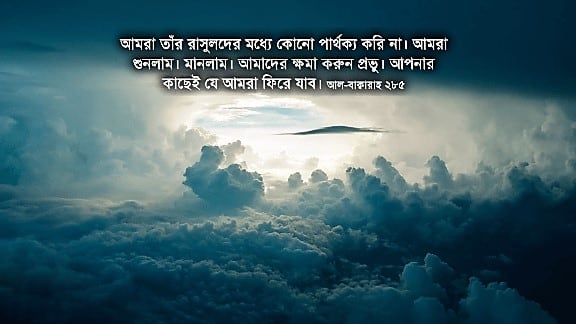 আমরা তাঁর রাসুলদের মধ্যে কোনো পার্থক্য করি না। আমরা
শুনলাম। মানলাম। আমাদের ক্ষমা করুন প্রভু। আপনার
কাছেই যে আমরা ফিরে যাব। আল-বাক্বারাহ ২৮৫